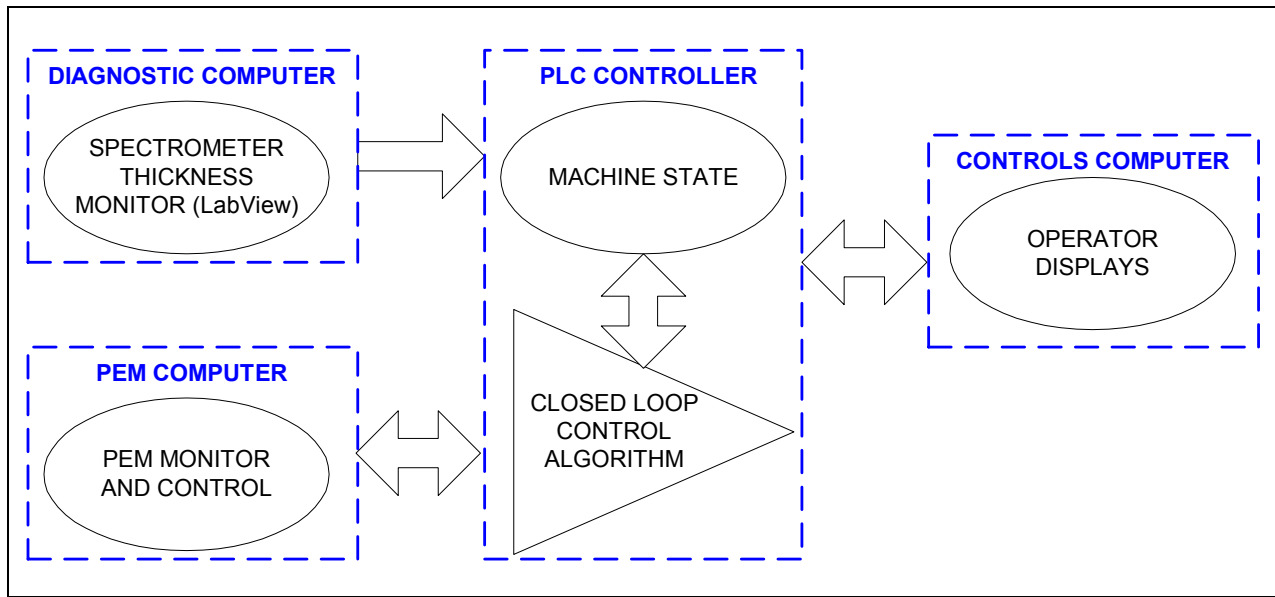 DIAGNOSTIC COMPUTER
SPECTROMETER
THICKNESS
MONITOR (LabView)
PEM COMPUTER
PEM MONITOR
AND CONTROL
PLC CONTROLLER
MACHINE STATE
CLOSED LOOP
CONTROL
ALGORITHM
CONTROLS COMPUTER
OPERATOR
DISPLAYS